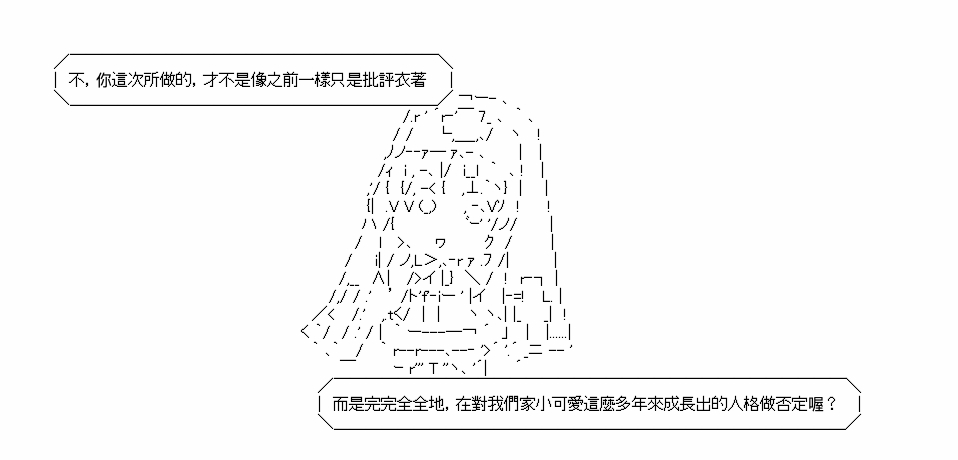 不，你這次所做的，才不是像之前一樣只是批評衣著
而是完完全全地，在對我們家小可愛這麼多年來成長出的人格做否定喔？